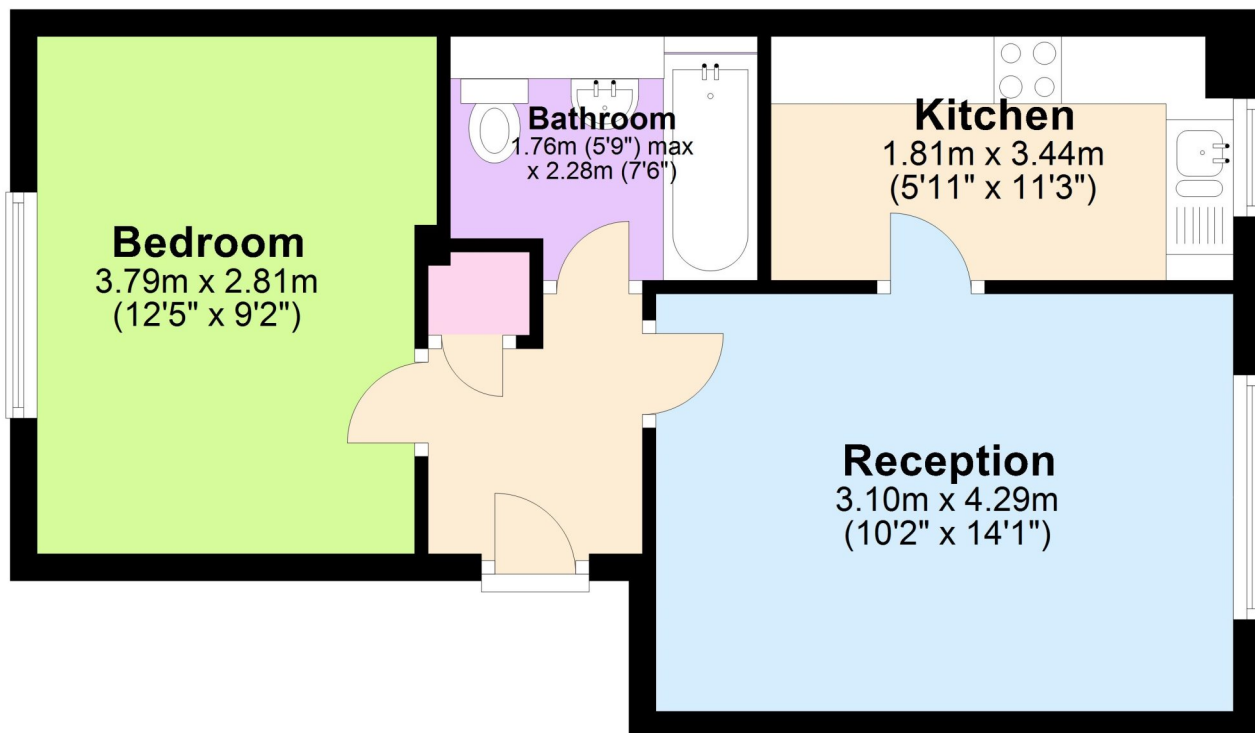 Bathroom
1.76m (5'9") max
x 2.28m (7'6")
Kitchen
1.81m x 3.44m
(5'11" x 11'3")
Bedroom
3.79m x 2.81m
(12'5" x 9'2")
Reception
3.10m x 4.29m
(10'2" x 14'1")